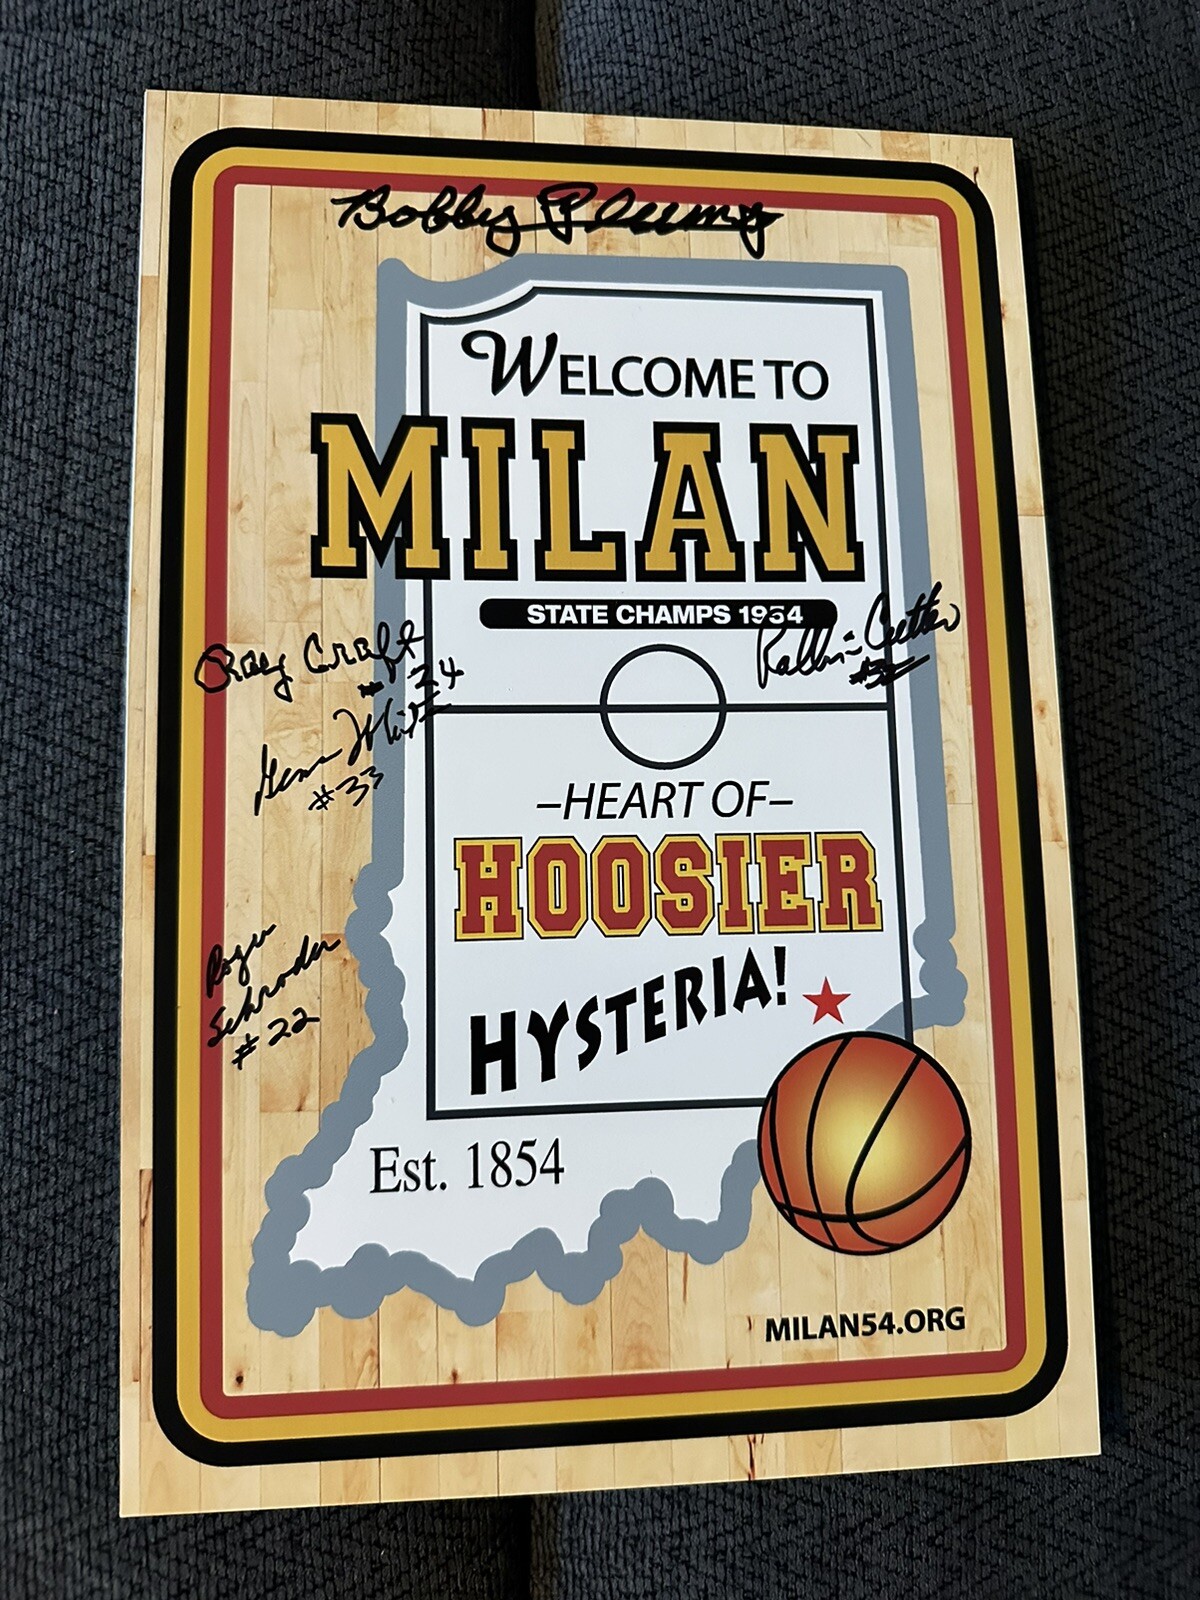 Bobby Plump
WELCOME TO
MILAN
STATE CHAMPS 1954
Ray Craft
#24
Rollin Cutter
Gene White
#33
–HEART OF–
HOOSIER
HYSTERIA!
Roger
Schroder
#22
Est. 1854
MILAN54.ORG